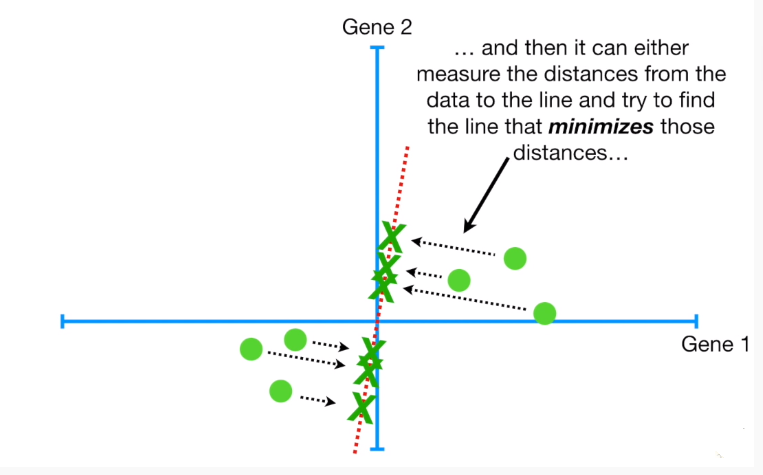 Gene 2
… and then it can either
measure the distances from the
data to the line and try to find
the line that minimizes those
distances…
Gene 1